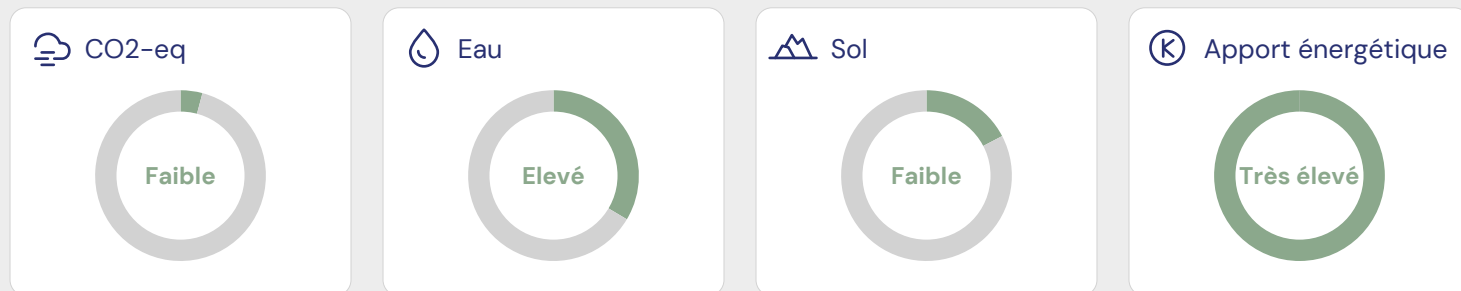 CO2-eq
Faible
Eau
Elevé
Sol
Faible
Apport énergétique
Très élevé